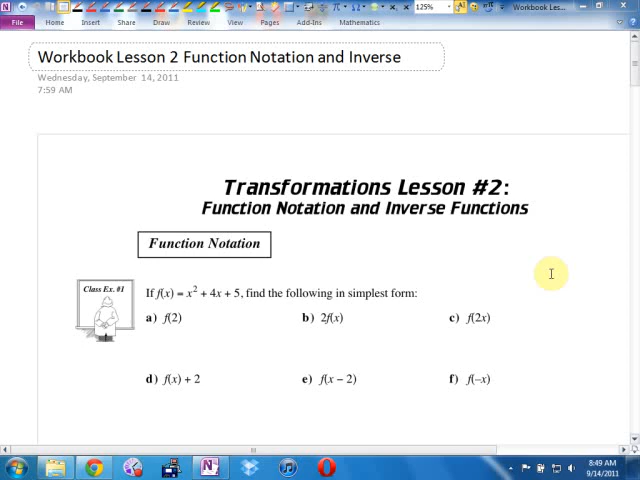 File Home Insert Share Draw Review View Pages Add-Ins Mathematics
125%
Workbook Les...
Workbook Lesson 2 Function Notation and Inverse
Wednesday, September 14, 2011
7:59 AM
Transformations Lesson #2:
Function Notation and Inverse Functions
Function Notation
Class Ex. #1
If f(x) = x² + 4x + 5, find the following in simplest form:
a) f(2) b) 2f(x) c) f(2x)
d) f(x) + 2 e) f(x – 2) f) f(–x)
8:49 AM
9/14/2011